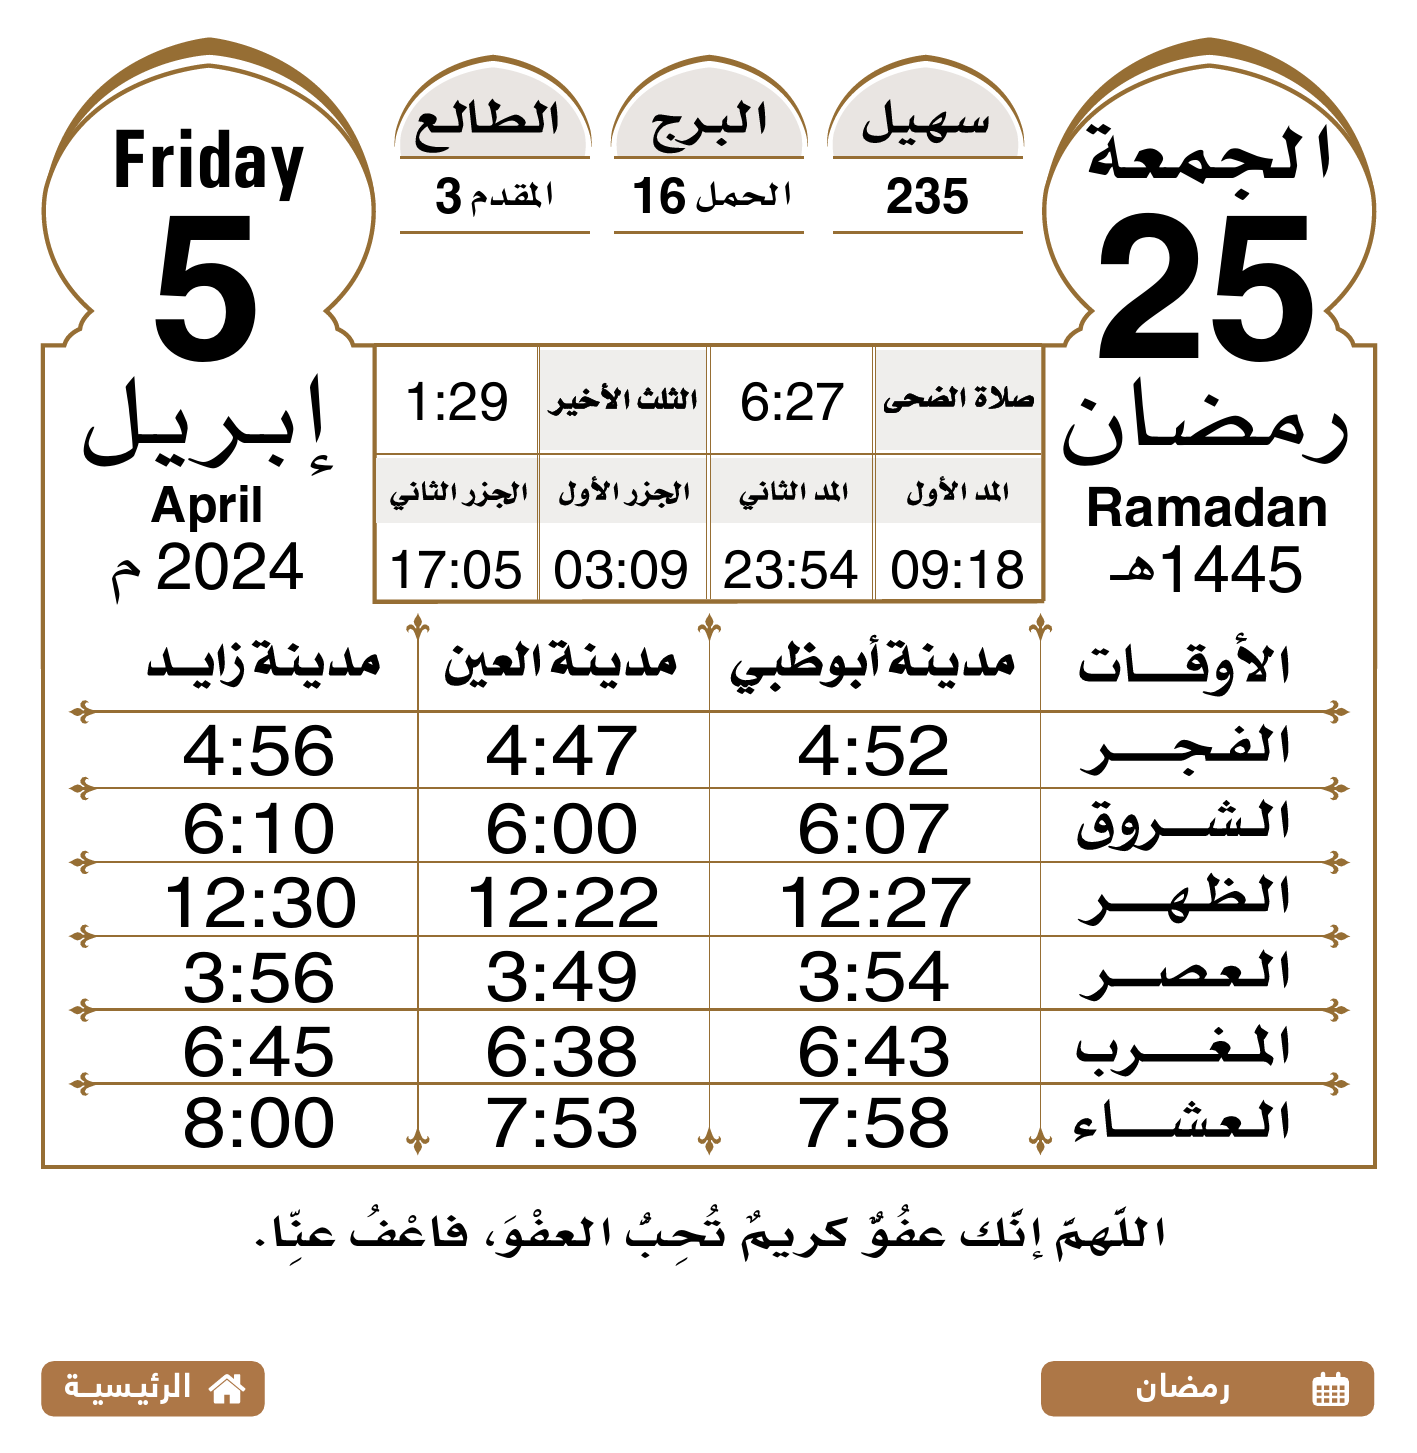 الجمعة
25
رمضان
Ramadan
1445هـ
سهيل
235
البرج
الحمل 16
الطالع
المقدم 3
Friday
5
إبريل
April
2024 م
صلاة الضحى 6:27 الثلث الأخير 1:29
المد الأول المد الثاني الجزر الأول الجزر الثاني
09:18 23:54 03:09 17:05
الأوقات مدينة أبوظبي مدينة العين مدينة زايد
الفجر 4:52 4:47 4:56
الشروق 6:07 6:00 6:10
الظهر 12:27 12:22 12:30
العصر 3:54 3:49 3:56
المغرب 6:43 6:38 6:45
العشاء 7:58 7:53 8:00
اللّهمّ إنّك عفُوٌّ كريمٌ تُحِبُّ العفْوَ، فاعْفُ عنِّا.
رمضان
الرئيسية